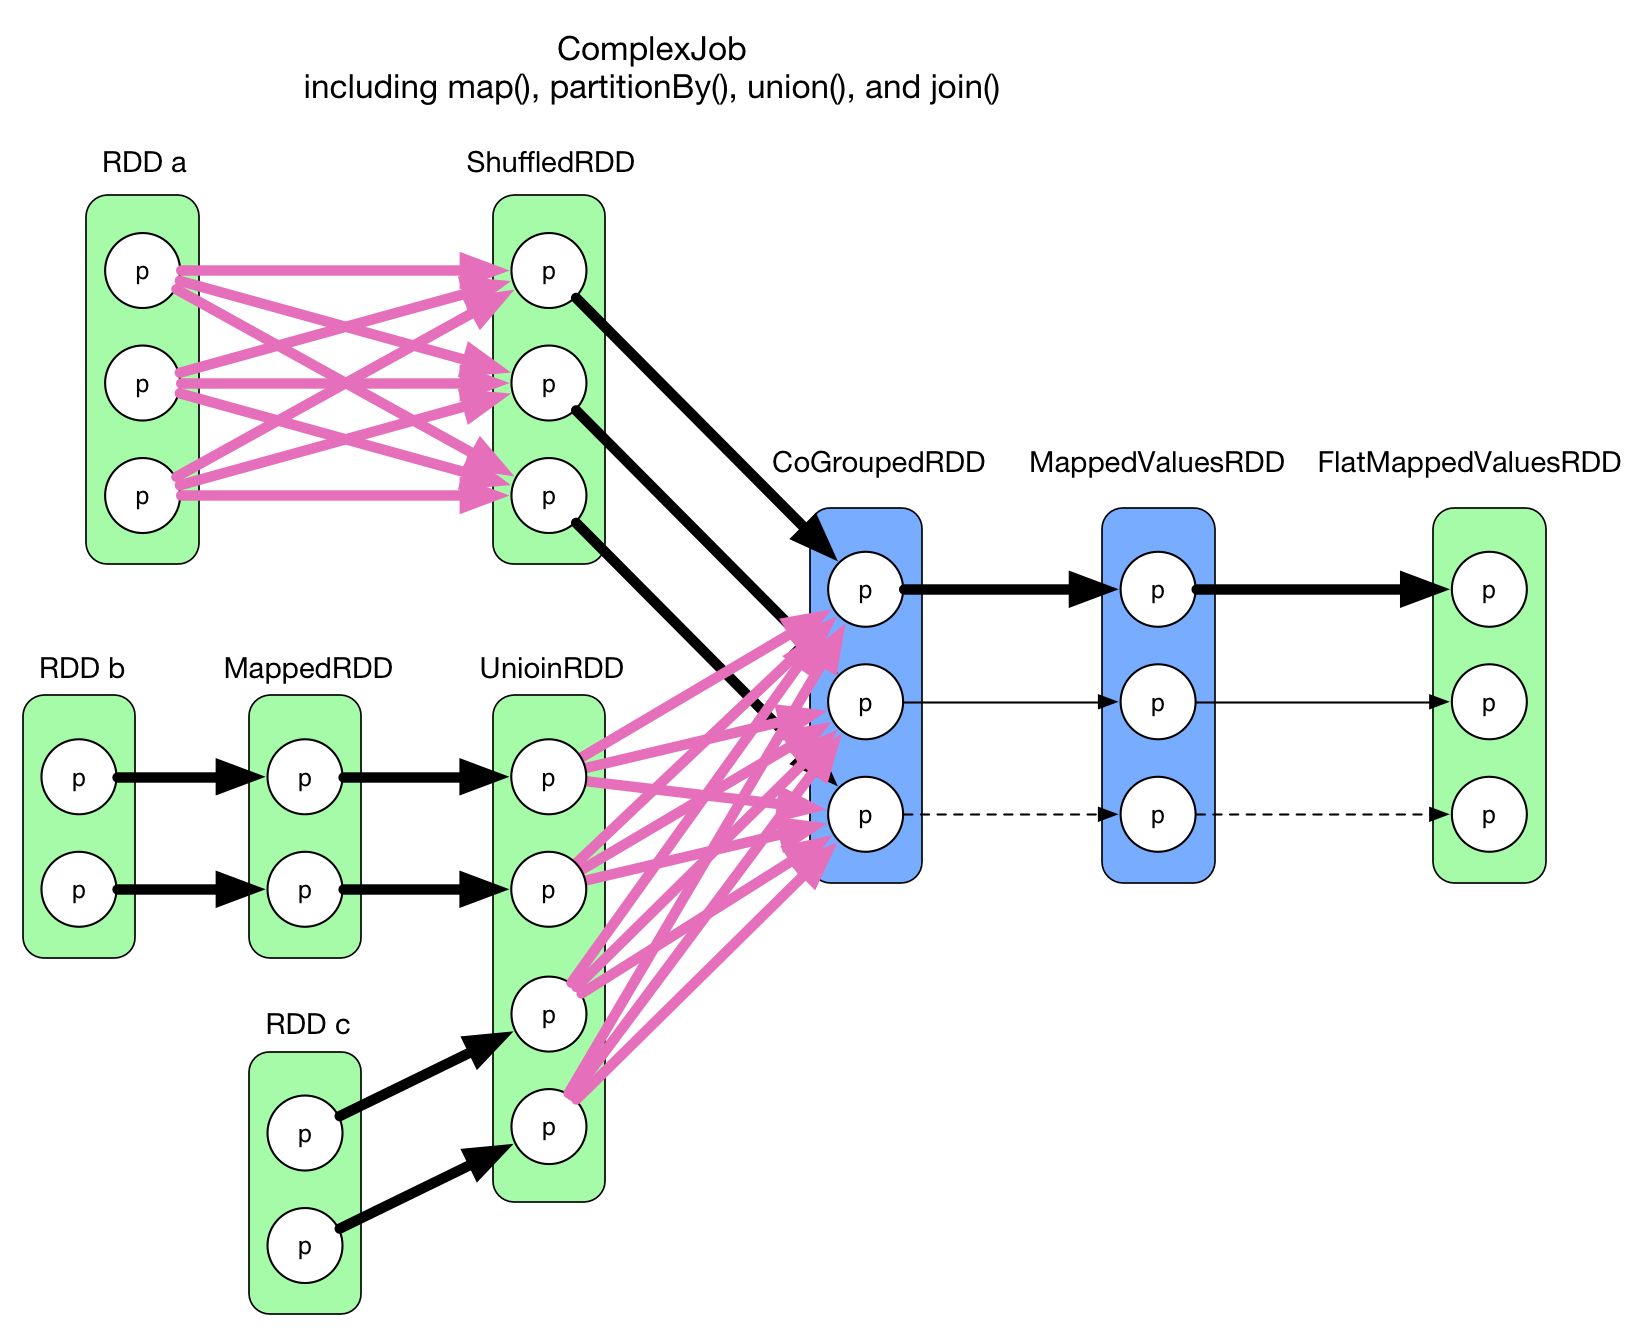 ComplexJob
including map(), partitionBy(), union(), and join()
RDD a
ShuffledRDD
p
p
p
p
p
p
CoGroupedRDD
MappedValuesRDD
FlatMappedValuesRDD
p
p
p
p
p
p
p
p
p
RDD b
MappedRDD
UnioinRDD
p
p
p
p
p
p
p
p
RDD c
p
p